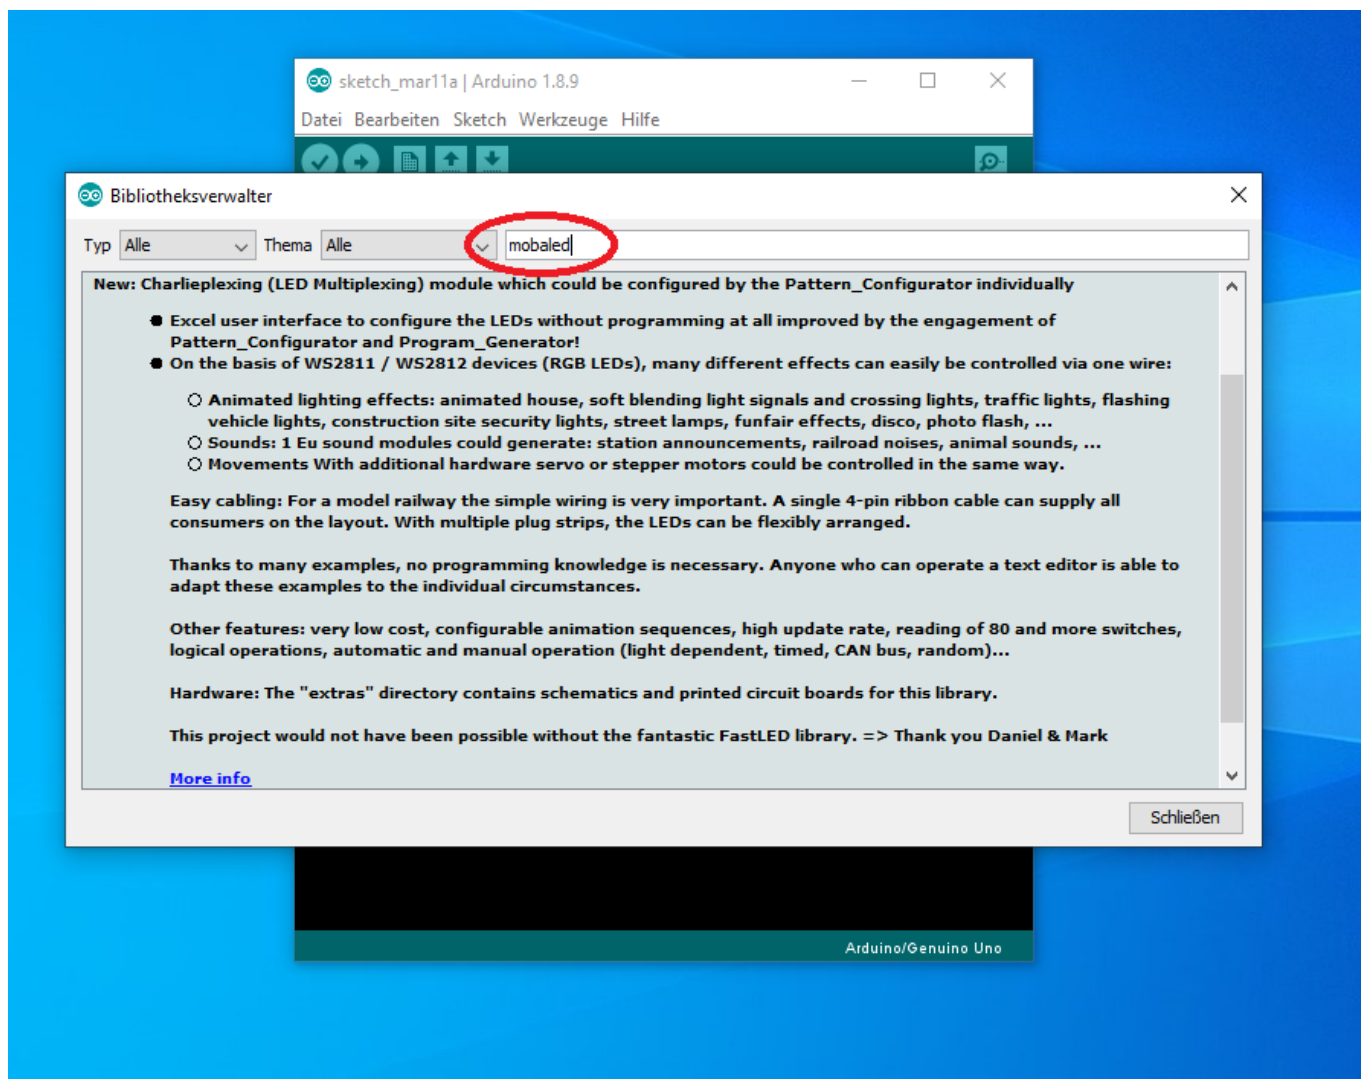 sketch_mar11a | Arduino 1.8.9
Datei Bearbeiten Sketch Werkzeuge Hilfe
Bibliotheksverwalter
Typ Alle Thema Alle mobaled
New: Charlieplexing (LED Multiplexing) module which could be configured by the Pattern_Configurator individually
Excel user interface to configure the LEDs without programming at all improved by the engagement of
Pattern_Configurator and Program_Generator!
On the basis of WS2811 / WS2812 devices (RGB LEDs), many different effects can easily be controlled via one wire:
Animated lighting effects: animated house, soft blending light signals and crossing lights, traffic lights, flashing
vehicle lights, construction site security lights, street lamps, funfair effects, disco, photo flash, ...
Sounds: 1 Eu sound modules could generate: station announcements, railroad noises, animal sounds, ...
Movements With additional hardware servo or stepper motors could be controlled in the same way.
Easy cabling: For a model railway the simple wiring is very important. A single 4-pin ribbon cable can supply all
consumers on the layout. With multiple plug strips, the LEDs can be flexibly arranged.
Thanks to many examples, no programming knowledge is necessary. Anyone who can operate a text editor is able to
adapt these examples to the individual circumstances.
Other features: very low cost, configurable animation sequences, high update rate, reading of 80 and more switches,
logical operations, automatic and manual operation (light dependent, timed, CAN bus, random)...
Hardware: The "extras" directory contains schematics and printed circuit boards for this library.
This project would not have been possible without the fantastic FastLED library. => Thank you Daniel & Mark
More info
Schließen
Arduino/Genuino Uno